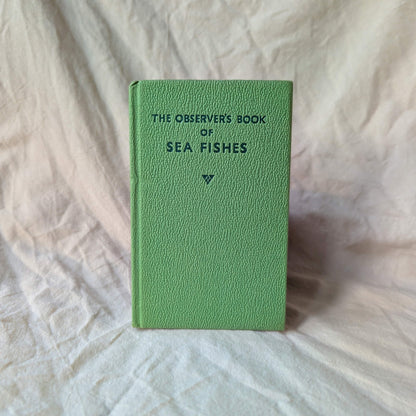 THE OBSERVER'S BOOK
OF
SEA FISHES